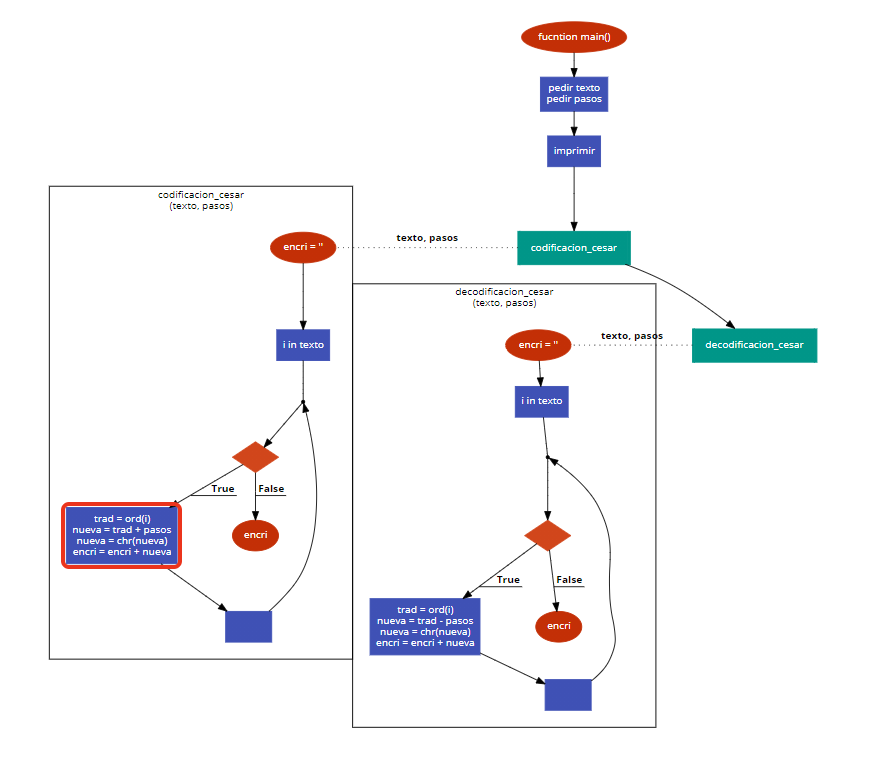 fucntion main()
pedir texto
pedir pasos
imprimir
codificacion_cesar
(texto, pasos)
encri = ''
texto, pasos
codificacion_cesar
i in texto
True
False
trad = ord(i)
nueva = trad + pasos
nueva = chr(nueva)
encri = encri + nueva
encri
decodificacion_cesar
(texto, pasos)
encri = ''
texto, pasos
decodificacion_cesar
i in texto
True
False
trad = ord(i)
nueva = trad - pasos
nueva = chr(nueva)
encri = encri + nueva
encri